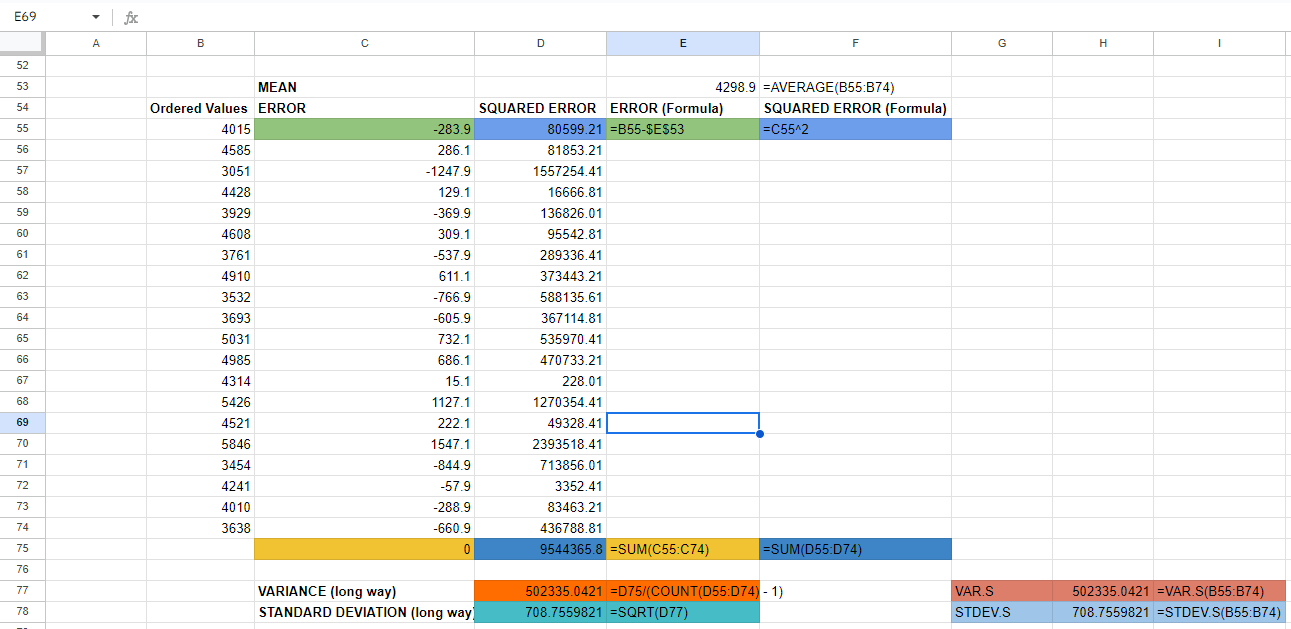 E69 fx
A B C D E F G H I
52
53 MEAN 4298.9 =AVERAGE(B55:B74)
54 Ordered Values ERROR SQUARED ERROR ERROR (Formula) SQUARED ERROR (Formula)
55 4015 -283.9 80599.21 =B55-$E$53 =C55^2
56 4585 286.1 81853.21
57 3051 -1247.9 1557254.41
58 4428 129.1 16666.81
59 3929 -369.9 136826.01
60 4608 309.1 95542.81
61 3761 -537.9 289336.41
62 4910 611.1 373443.21
63 3532 -766.9 588135.61
64 3693 -605.9 367114.81
65 5031 732.1 535970.41
66 4985 686.1 470733.21
67 4314 15.1 228.01
68 5426 1127.1 1270354.41
69 4521 222.1 49328.41
70 5846 1547.1 2393518.41
71 3454 -844.9 713856.01
72 4241 -57.9 3352.41
73 4010 -288.9 83463.21
74 3638 -660.9 436788.81
75 0 9544365.8 =SUM(C55:C74) =SUM(D55:D74)
76
77 VARIANCE (long way) 502335.0421 =D75/(COUNT(D55:D74) - 1) VAR.S 502335.0421 =VAR.S(B55:B74)
78 STANDARD DEVIATION (long way) 708.7559821 =SQRT(D77) STDEV.S 708.7559821 =STDEV.S(B55:B74)